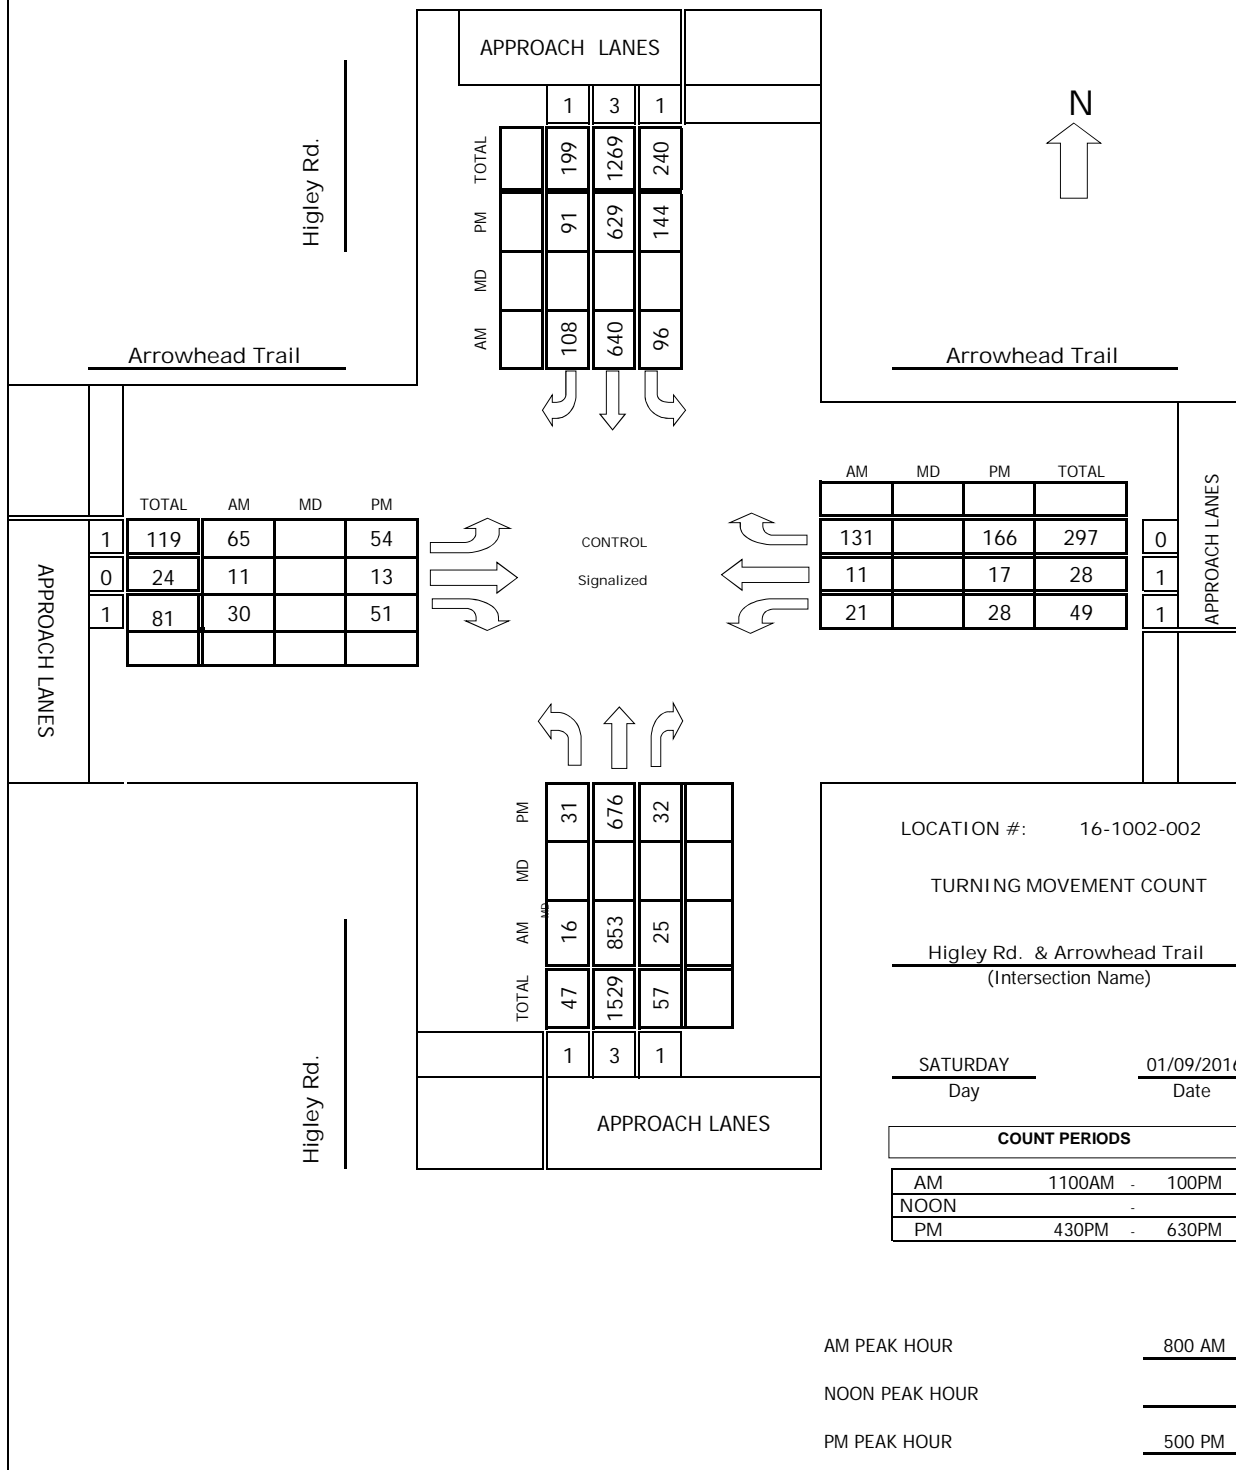 APPROACH LANES
1 3 1
N
Higley Rd.
TOTAL 199 1269 240
PM 91 629 144
MD
AM 108 640 96
Arrowhead Trail
Arrowhead Trail
TOTAL AM MD PM
1 119 65 54
0 24 11 13
1 81 30 51
APPROACH LANES
CONTROL
Signalized
AM MD PM TOTAL
131 166 297 0
11 17 28 1
21 28 49 1
APPROACH LANES
PM 31 676 32
MD
MD
AM 16 853 25
TOTAL 47 1529 57
1 3 1
APPROACH LANES
Higley Rd.
LOCATION #: 16-1002-002
TURNING MOVEMENT COUNT
Higley Rd. & Arrowhead Trail
(Intersection Name)
SATURDAY 01/09/2016
Day Date
COUNT PERIODS
AM 1100AM - 100PM
NOON -
PM 430PM - 630PM
AM PEAK HOUR 800 AM
NOON PEAK HOUR
PM PEAK HOUR 500 PM